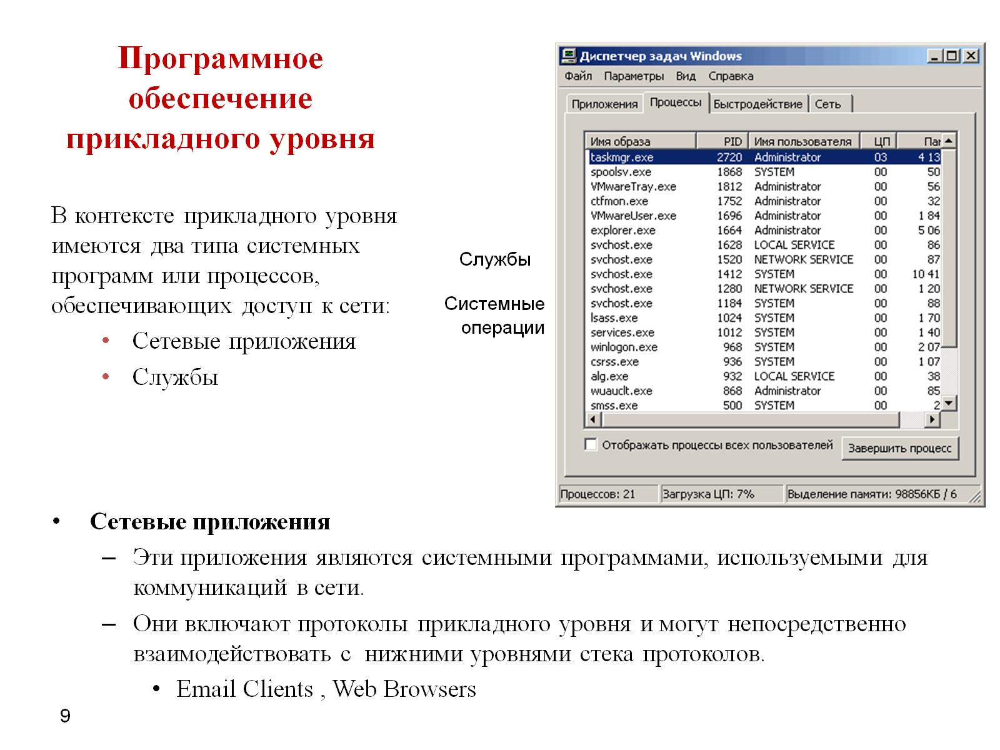 Программное
обеспечение
прикладного уровня
В контексте прикладного уровня
имеются два типа системных
программ или процессов,
обеспечивающих доступ к сети:
• Сетевые приложения
• Службы
Службы
Системные
операции
Диспетчер задач Windows
Файл Параметры Вид Справка
Приложения Процессы Быстродействие Сеть
Имя образа PID Имя пользователя ЦП Пам
taskmgr.exe 2720 Administrator 03 4 13
spoolsv.exe 1868 SYSTEM 00 50
VMwareTray.exe 1812 Administrator 00 56
ctfmon.exe 1752 Administrator 00 32
VMwareUser.exe 1696 Administrator 00 1 84
explorer.exe 1664 Administrator 00 5 06
svchost.exe 1628 LOCAL SERVICE 00 86
svchost.exe 1520 NETWORK SERVICE 00 87
svchost.exe 1412 SYSTEM 00 10 41
svchost.exe 1280 NETWORK SERVICE 00 1 20
svchost.exe 1184 SYSTEM 00 88
lsass.exe 1024 SYSTEM 00 1 70
services.exe 1012 SYSTEM 00 1 40
winlogon.exe 968 SYSTEM 00 2 07
csrss.exe 936 SYSTEM 00 1 07
alg.exe 932 LOCAL SERVICE 00 38
wuauclt.exe 868 Administrator 00 85
smss.exe 500 SYSTEM 00 2
Отображать процессы всех пользователей Завершить процесс
Процессов: 21 Загрузка ЦП: 7% Выделение памяти: 98856КБ / 6
• Сетевые приложения
– Эти приложения являются системными программами, используемыми для
коммуникаций в сети.
– Они включают протоколы прикладного уровня и могут непосредственно
взаимодействовать с нижними уровнями стека протоколов.
• Email Clients , Web Browsers
9